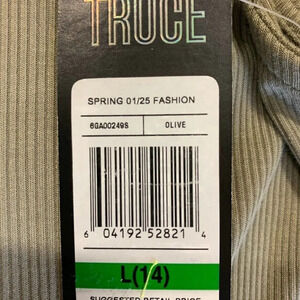 TRUCE
SPRING 01/25 FASHION
6GA00249S OLIVE
6 04192 52821 4
L(14)
SUGGESTED RETAIL PRICE